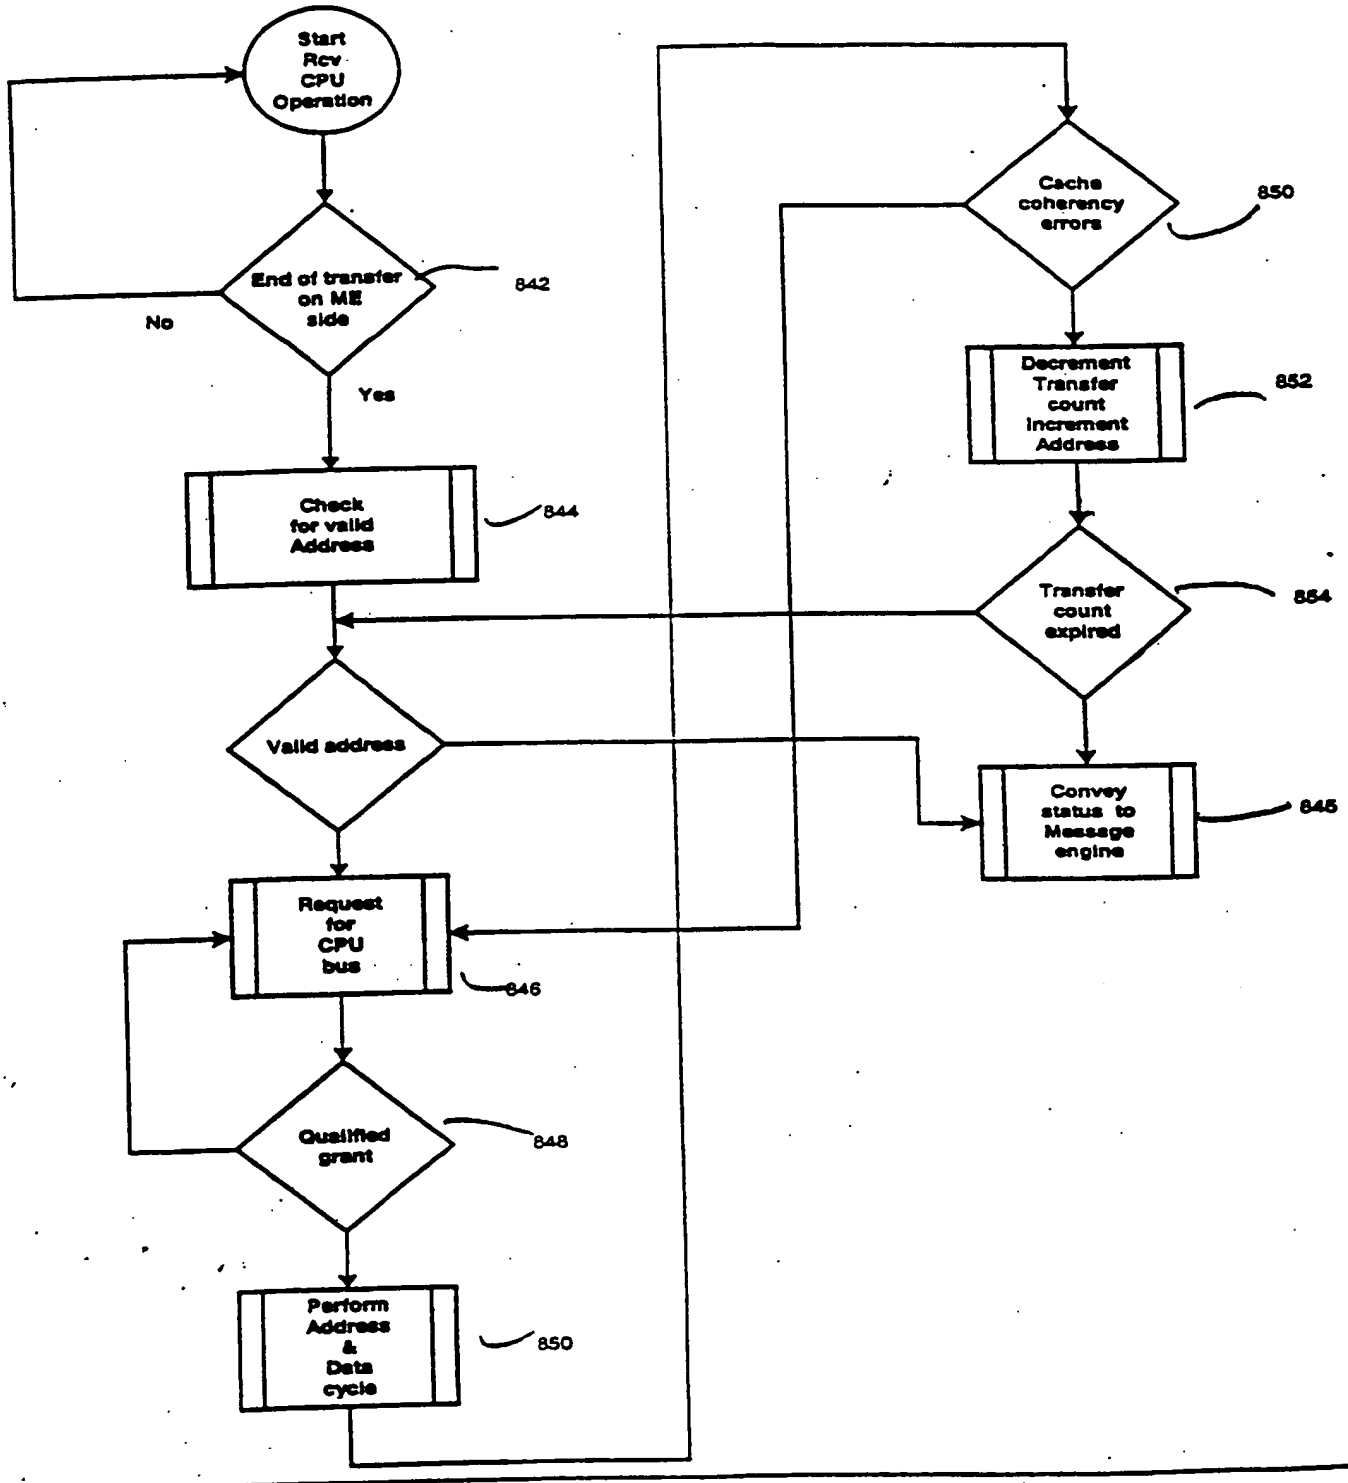 Start
Rcv
CPU
Operation
End of transfer
on ME
side
842
No
Yes
Check
for valid
Address
844
Valid address
Request
for
CPU
bus
846
Qualified
grant
848
Perform
Address
&
Data
cycle
850
Cache
coherency
errors
850
Decrement
Transfer
count
Increment
Address
852
Transfer
count
expired
854
Convey
status to
Message
engine
845